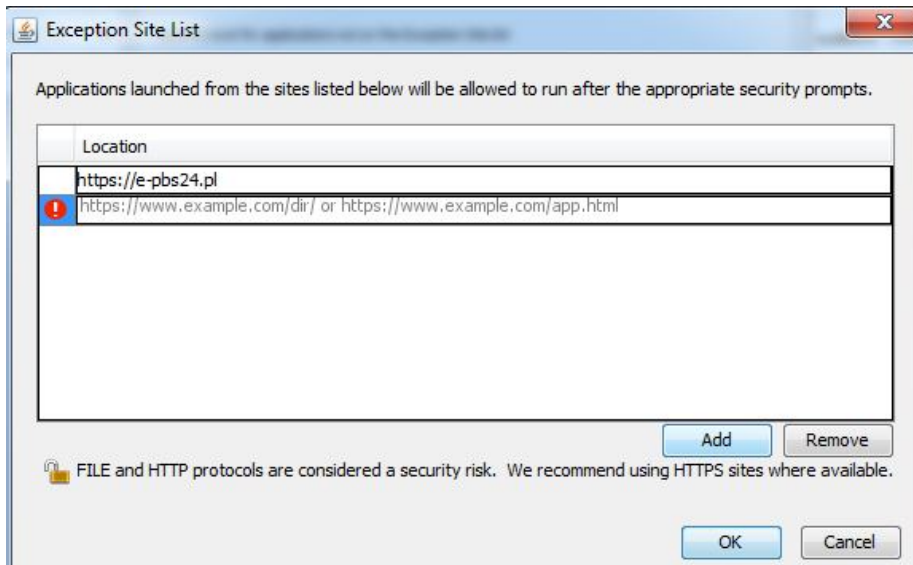 Exception Site List
Applications launched from the sites listed below will be allowed to run after the appropriate security prompts.
Location
https://e-pbs24.pl
https://www.example.com/dir/ or https://www.example.com/app.html
Add
Remove
FILE and HTTP protocols are considered a security risk. We recommend using HTTPS sites where available.
OK
Cancel